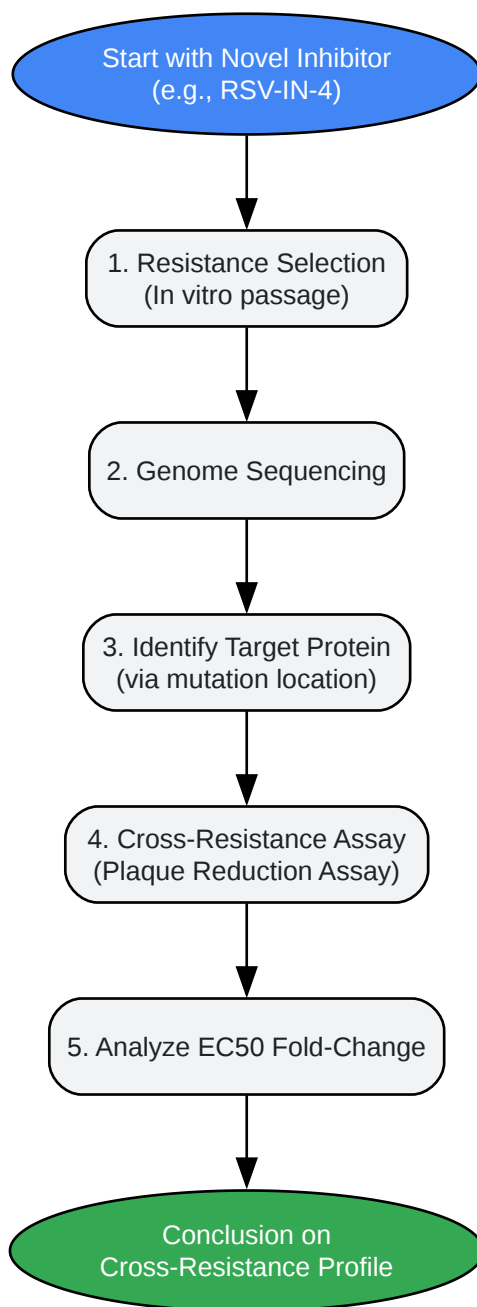 Start with Novel Inhibitor
(e.g., RSV-IN-4)
1. Resistance Selection
(In vitro passage)
2. Genome Sequencing
3. Identify Target Protein
(via mutation location)
4. Cross-Resistance Assay
(Plaque Reduction Assay)
5. Analyze EC50 Fold-Change
Conclusion on
Cross-Resistance Profile